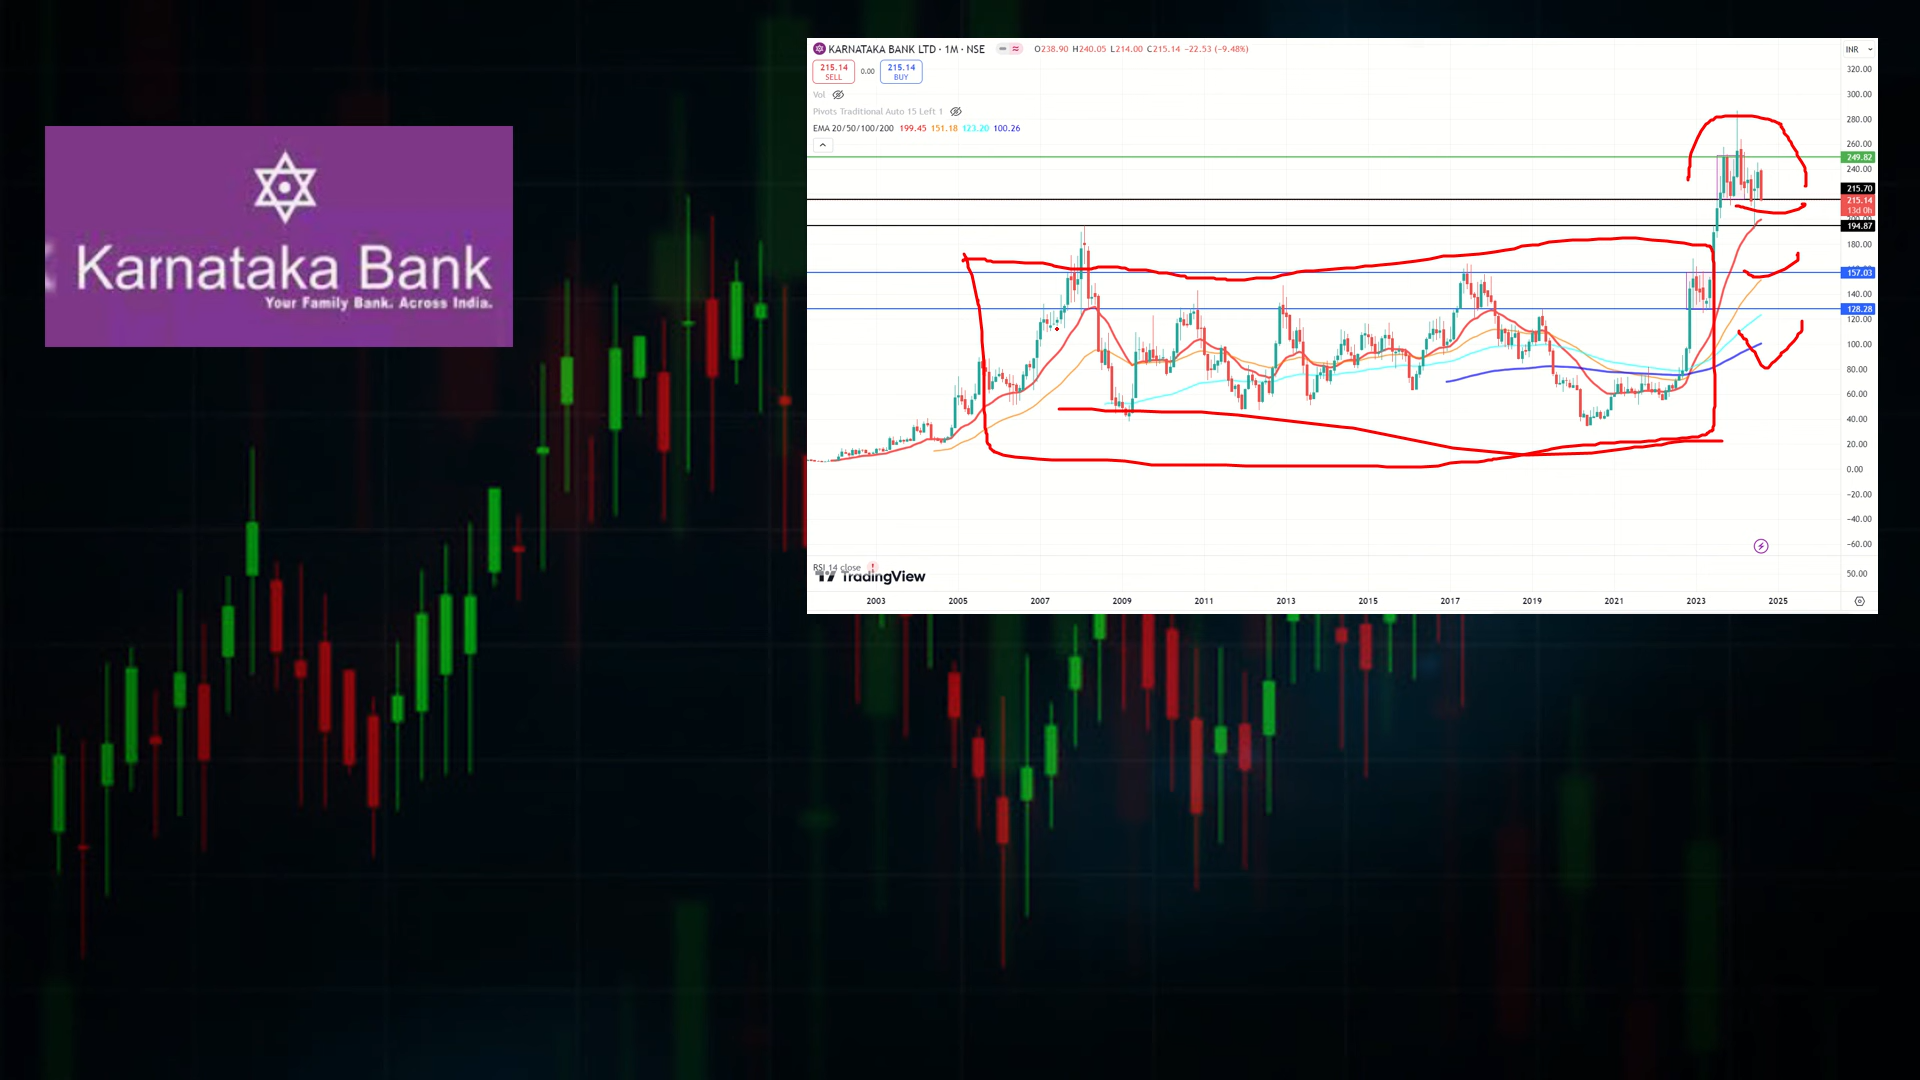 Karnataka Bank
Your Family Bank. Across India.
KARNATAKA BANK LTD · 1M · NSE
O238.90 H240.05 L214.00 C215.14 −22.53 (−9.48%)
215.14
SELL
0.00
215.14
BUY
Vol
Pivots Traditional Auto 15 Left 1
EMA 20/50/100/200 199.45 151.18 123.20 100.26
INR
320.00
300.00
280.00
260.00
249.82
240.00
215.70
215.14
13d 0h
194.87
180.00
157.03
140.00
128.28
120.00
100.00
80.00
60.00
40.00
20.00
0.00
−20.00
−40.00
−60.00
50.00
RSI 14 close
TradingView
2003 2005 2007 2009 2011 2013 2015 2017 2019 2021 2023 2025